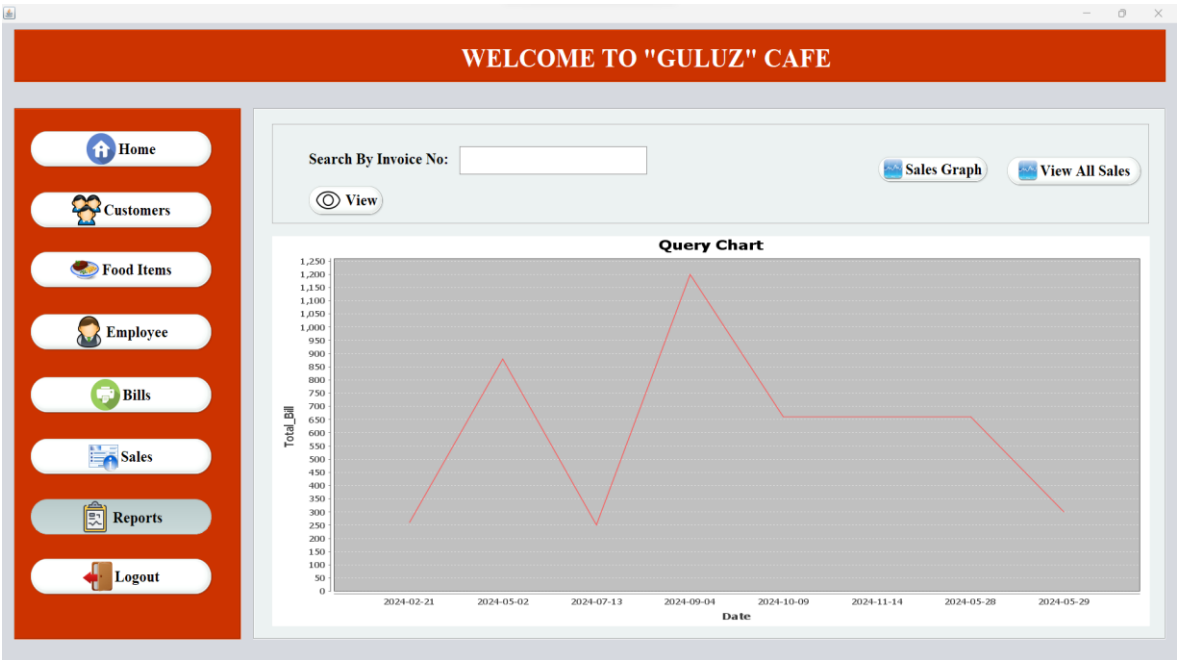 WELCOME TO "GULUZ" CAFE
Home
Customers
Food Items
Employee
Bills
Sales
Reports
Logout
Search By Invoice No:
View
Sales Graph
View All Sales
Query Chart
Total_Bill
1,250
1,200
1,150
1,100
1,050
1,000
950
900
850
800
750
700
650
600
550
500
450
400
350
300
250
200
150
100
50
0
2024-02-21 2024-05-02 2024-07-13 2024-09-04 2024-10-09 2024-11-14 2024-05-28 2024-05-29
Date